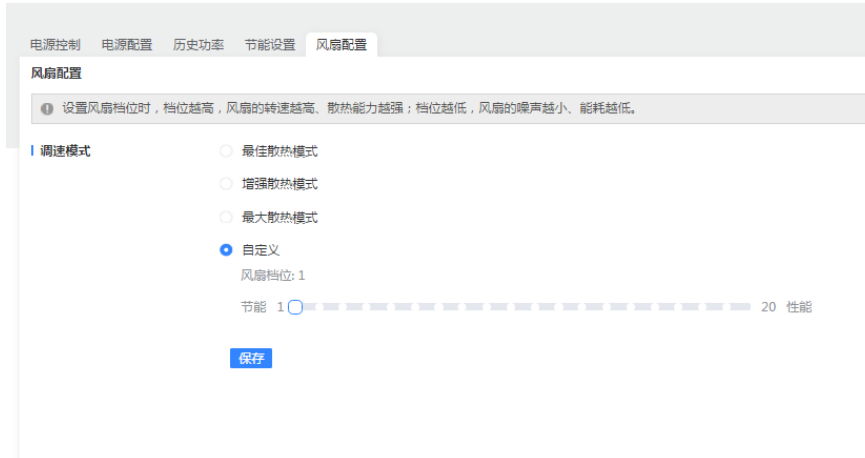 电源控制 电源配置 历史功率 节能设置 风扇配置
风扇配置
设置风扇档位时，档位越高，风扇的转速越高、散热能力越强；档位越低，风扇的噪声越小、能耗越低。
调速模式 最佳散热模式
增强散热模式
最大散热模式
自定义
风扇档位: 1
节能 1 20 性能
保存